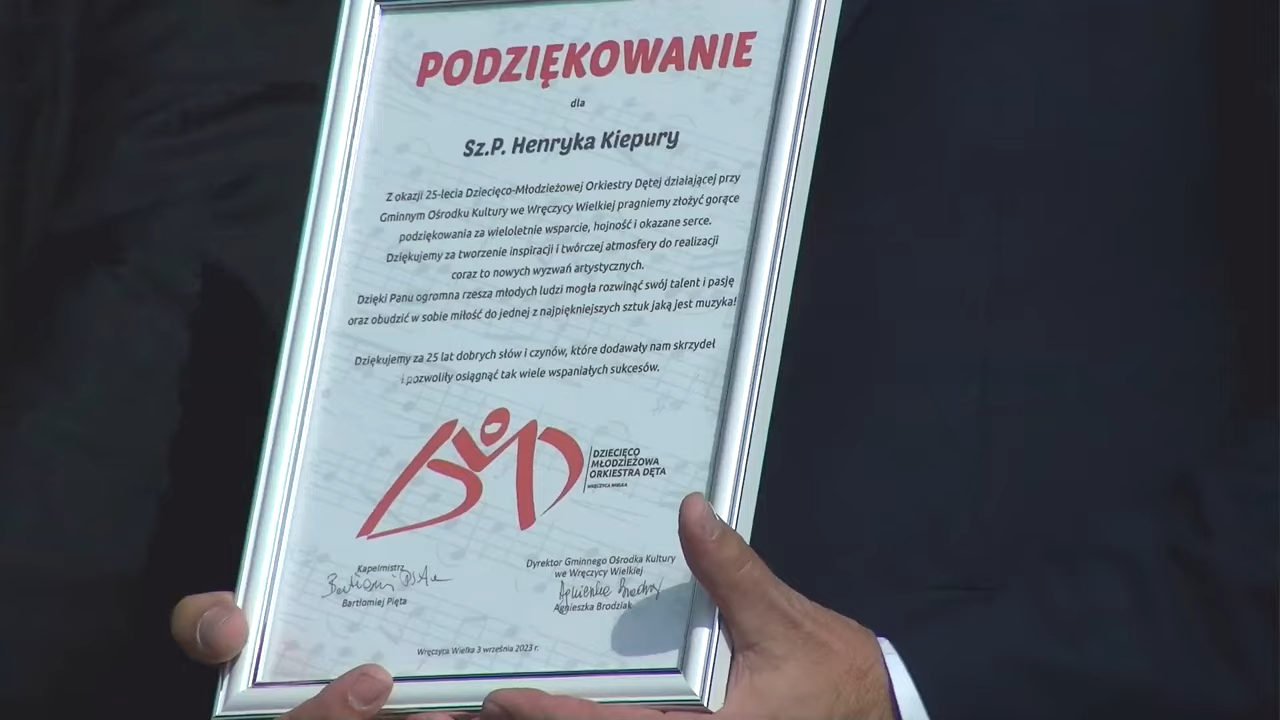 PODZIĘKOWANIE
dla
Sz.P. Henryka Kiepury
Z okazji 25-lecia Dziecięco-Młodzieżowej Orkiestry Dętej działającej przy
Gminnym Ośrodku Kultury we Wręczycy Wielkiej pragniemy złożyć gorące
podziękowania za wieloletnie wsparcie, hojność i okazane serce.
Dziękujemy za tworzenie inspiracji i twórczej atmosfery do realizacji
coraz to nowych wyzwań artystycznych.
Dzięki Panu ogromna rzesza młodych ludzi mogła rozwinąć swój talent i pasję
oraz obudzić w sobie miłość do jednej z najpiękniejszych sztuk jaką jest muzyka!
Dziękujemy za 25 lat dobrych słów i czynów, które dodawały nam skrzydeł
i pozwoliły osiągnąć tak wiele wspaniałych sukcesów.
DZIECIĘCO
MŁODZIEŻOWA
ORKIESTRA DĘTA
WRĘCZYCA WIELKA
Kapelmistrz
Bartłomiej Pięta
Dyrektor Gminnego Ośrodka Kultury
we Wręczycy Wielkiej
Agnieszka Brodziak
Wręczyca Wielka 3 września 2023 r.